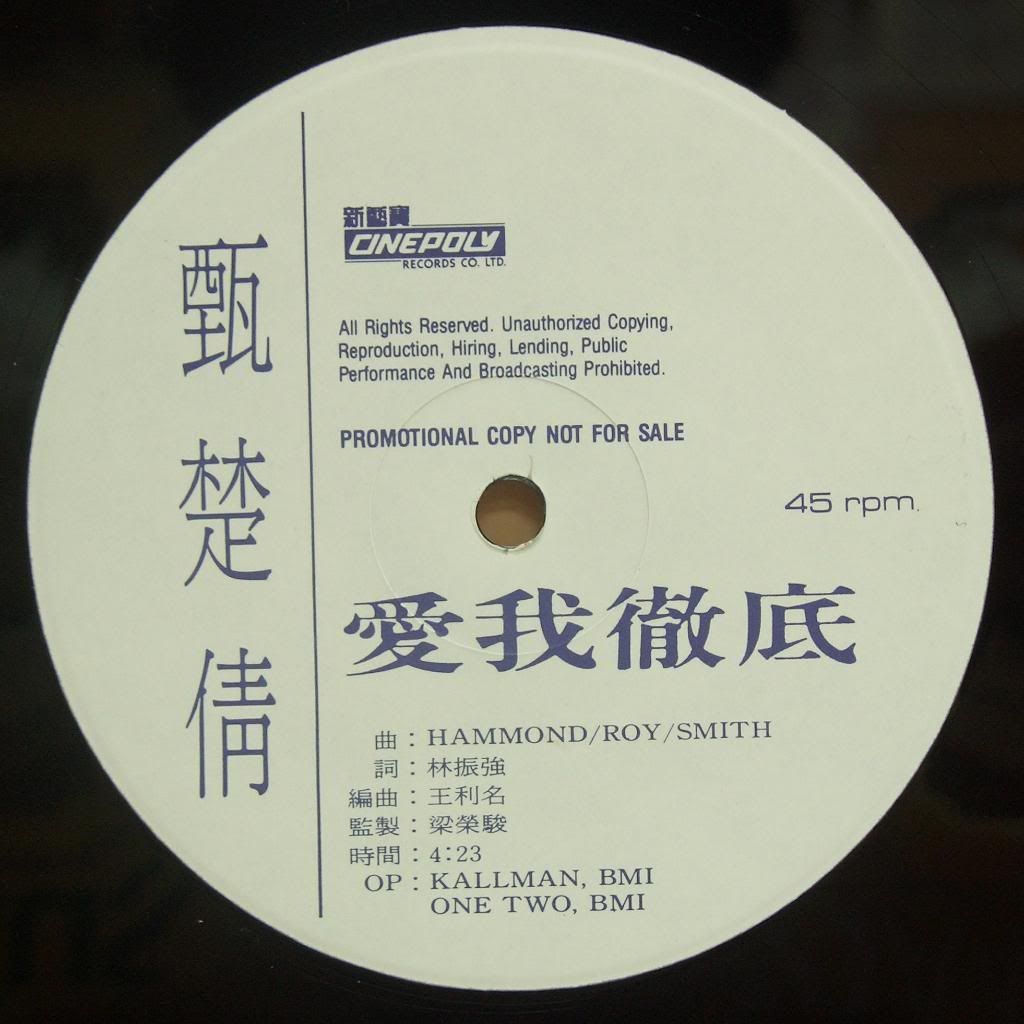 甄楚倩
新藝寶
CINEPOLY
RECORDS CO. LTD.
All Rights Reserved. Unauthorized Copying,
Reproduction, Hiring, Lending, Public
Performance And Broadcasting Prohibited.
PROMOTIONAL COPY NOT FOR SALE
45 rpm.
愛我徹底
曲：HAMMOND/ROY/SMITH
詞：林振強
編曲：王利名
監製：梁榮駿
時間：4:23
OP：KALLMAN, BMI
ONE TWO, BMI